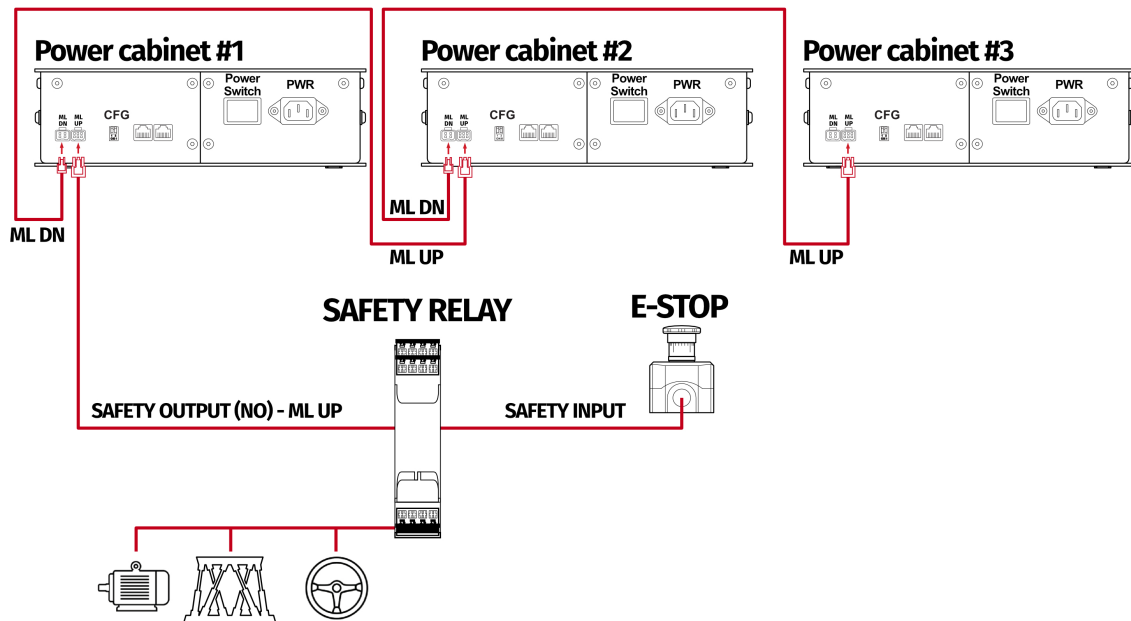 Power cabinet #1
Power cabinet #2
Power cabinet #3
Power
Switch
PWR
ML
DN
ML
UP
CFG
Power
Switch
PWR
ML
DN
ML
UP
CFG
Power
Switch
PWR
ML
DN
ML
UP
CFG
ML DN
ML DN
ML UP
ML UP
SAFETY RELAY
E-STOP
SAFETY OUTPUT (NO) - ML UP
SAFETY INPUT